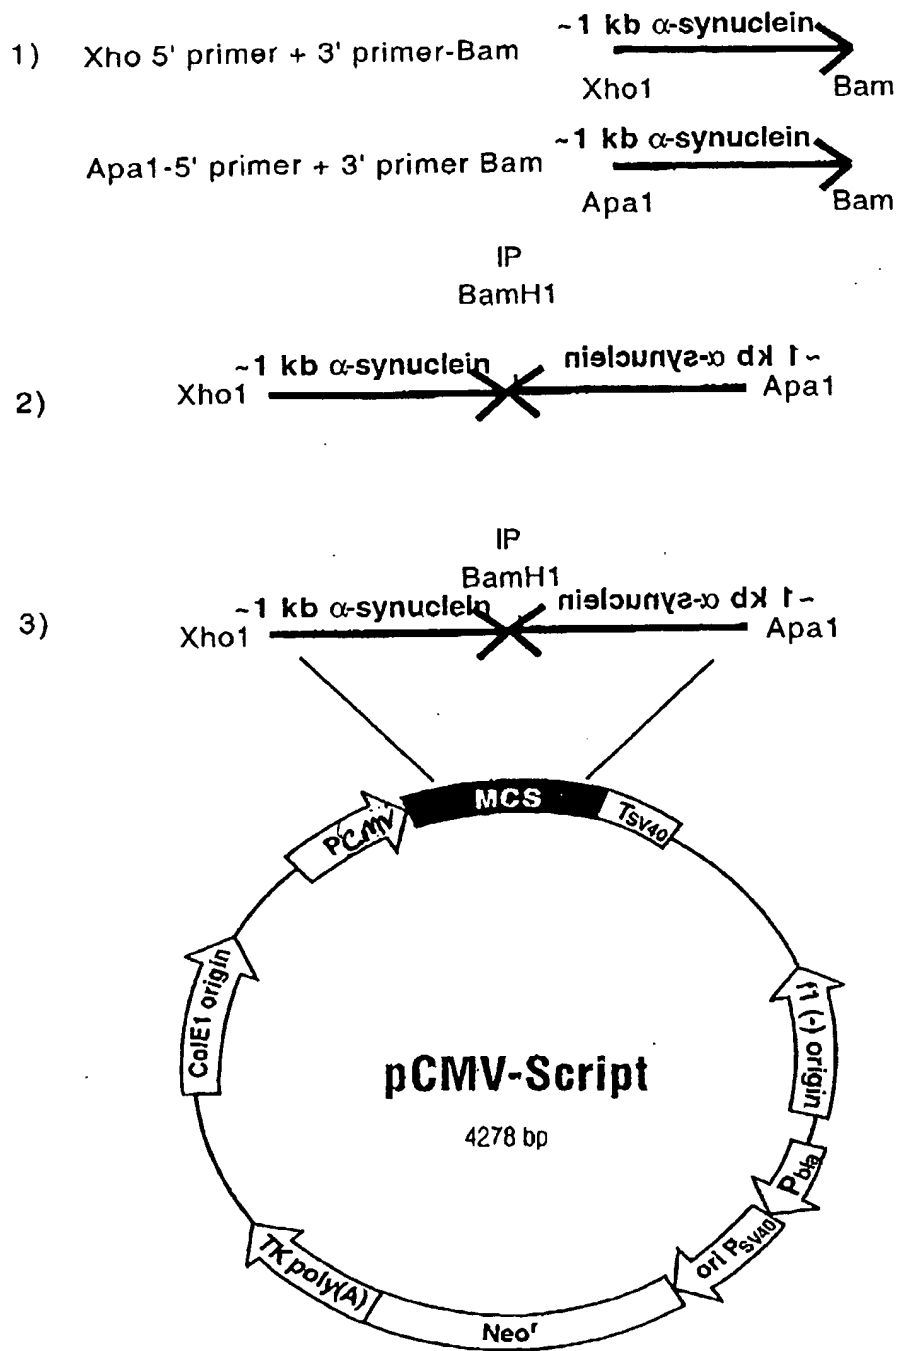 1) Xho 5' primer + 3' primer-Bam ~1 kb α-synuclein
Xho1 Bam
Apa1-5' primer + 3' primer Bam ~1 kb α-synuclein
Apa1 Bam
IP
BamH1
2) Xho1 ~1 kb α-synuclein ~1 kb α-synuclein Apa1
IP
BamH1
3) Xho1 ~1 kb α-synuclein ~1 kb α-synuclein Apa1
MCS
PCMV
TSV40
ColE1 origin
f1 (-) origin
pCMV-Script
4278 bp
Pbla
ori PSV40
TK poly(A)
Neoʳ